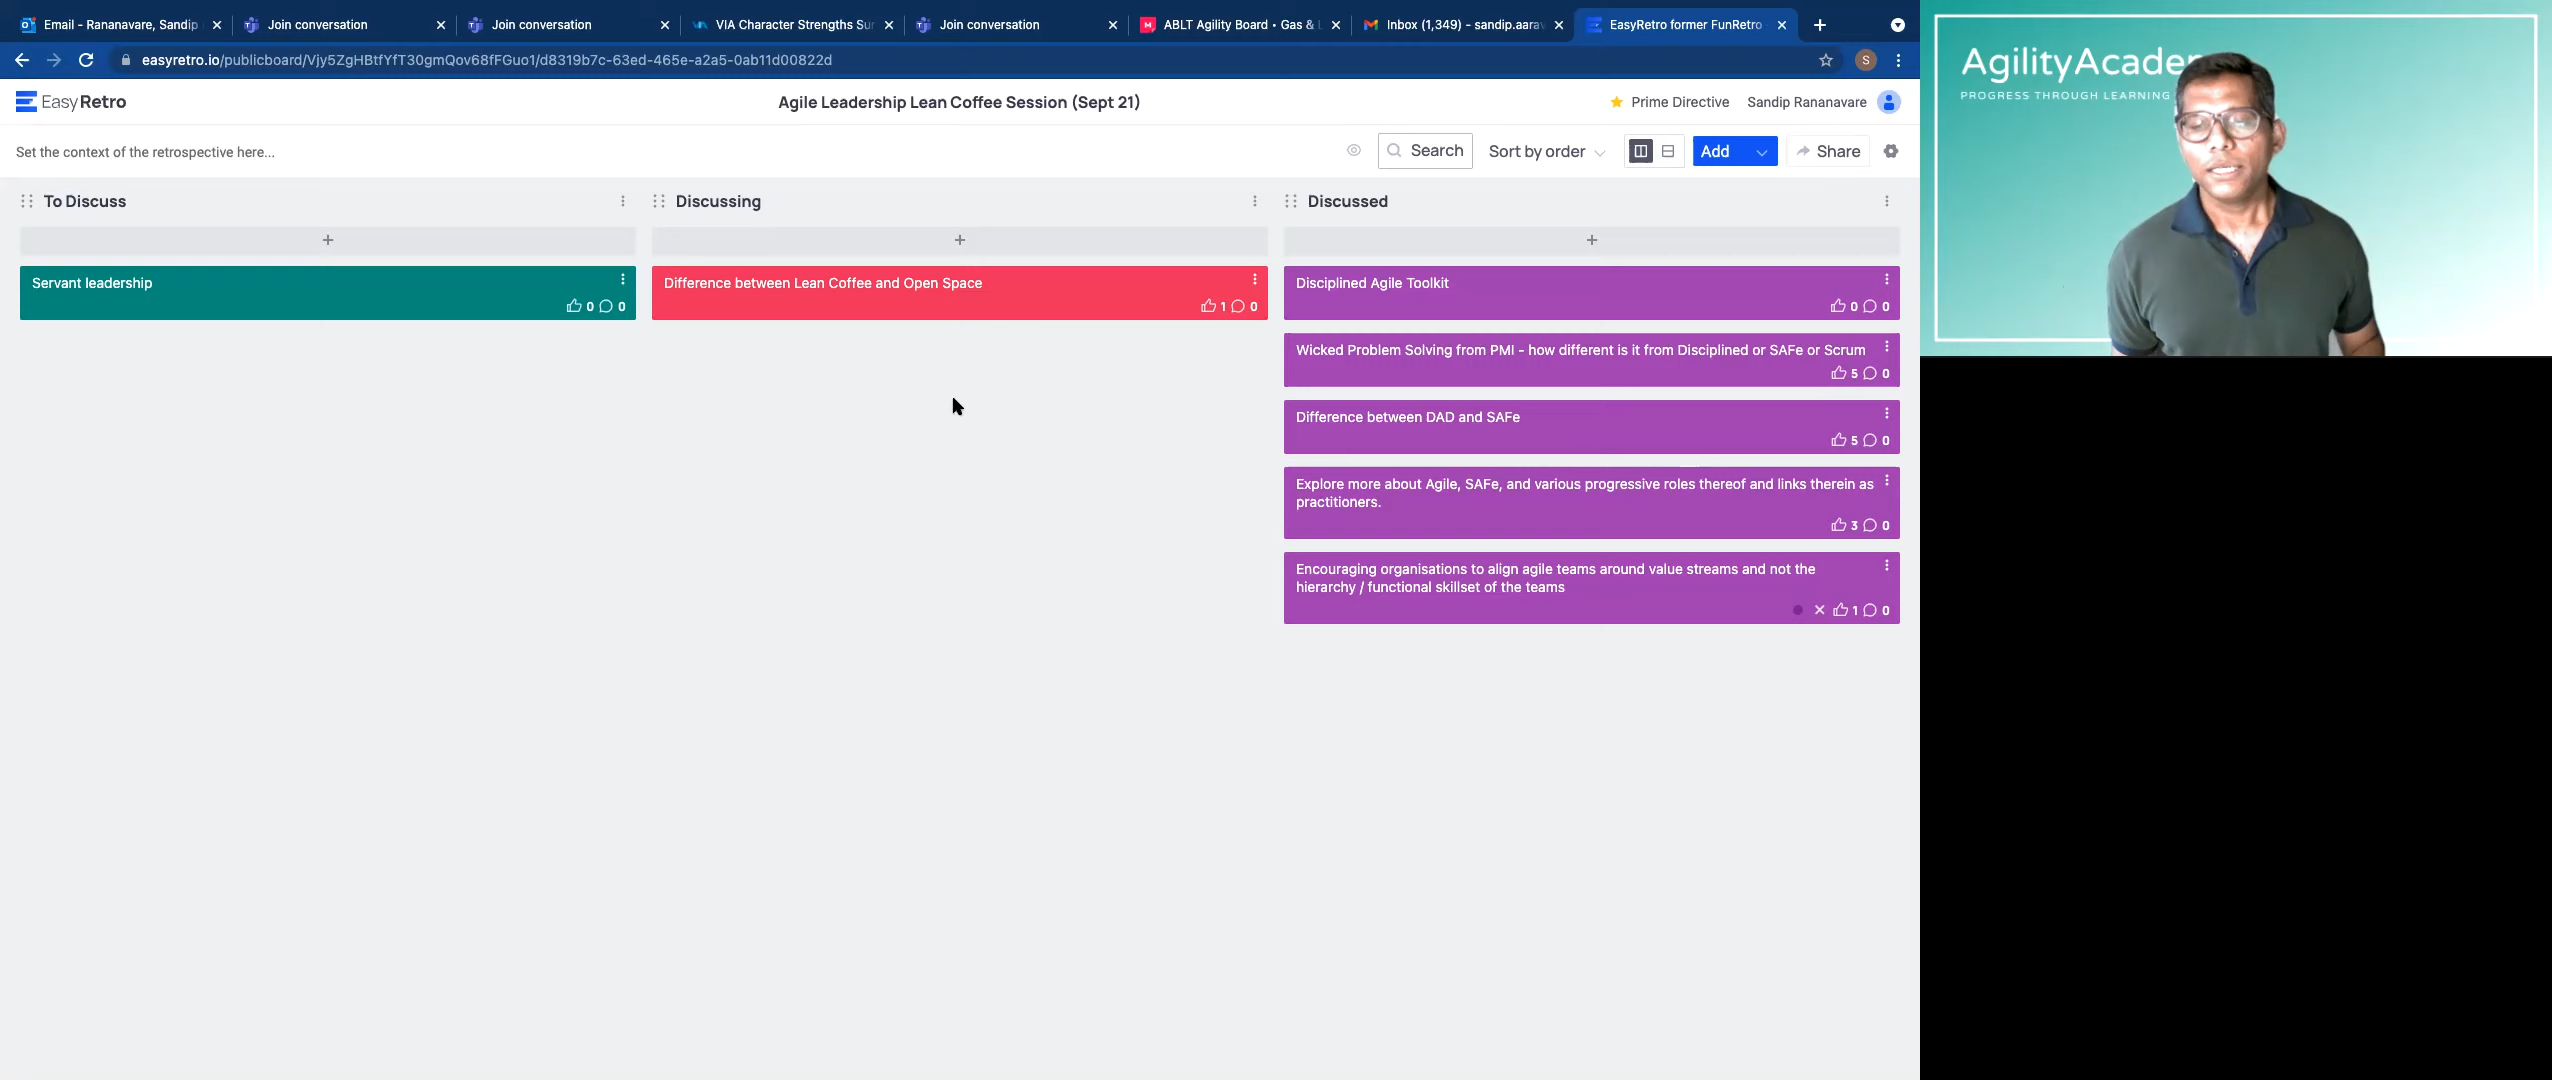 Email - Rananavare, Sandip
Join conversation
Join conversation
VIA Character Strengths Sur
Join conversation
ABLT Agility Board • Gas & L
Inbox (1,349) - sandip.aarav
EasyRetro former FunRetro
easyretro.io/publicboard/Vjy5ZgHBtfYfT30gmQov68fFGuo1/d8319b7c-63ed-465e-a2a5-0ab11d00822d
S
EasyRetro
Agile Leadership Lean Coffee Session (Sept 21)
Prime Directive
Sandip Rananavare
Set the context of the retrospective here...
Search
Sort by order
Add
Share
To Discuss
+
Servant leadership
0 0
Discussing
+
Difference between Lean Coffee and Open Space
1 0
Discussed
+
Disciplined Agile Toolkit
0 0
Wicked Problem Solving from PMI - how different is it from Disciplined or SAFe or Scrum
5 0
Difference between DAD and SAFe
5 0
Explore more about Agile, SAFe, and various progressive roles thereof and links therein as
practitioners.
3 0
Encouraging organisations to align agile teams around value streams and not the
hierarchy / functional skillset of the teams
1 0
AgilityAcade
PROGRESS THROUGH LEARNING